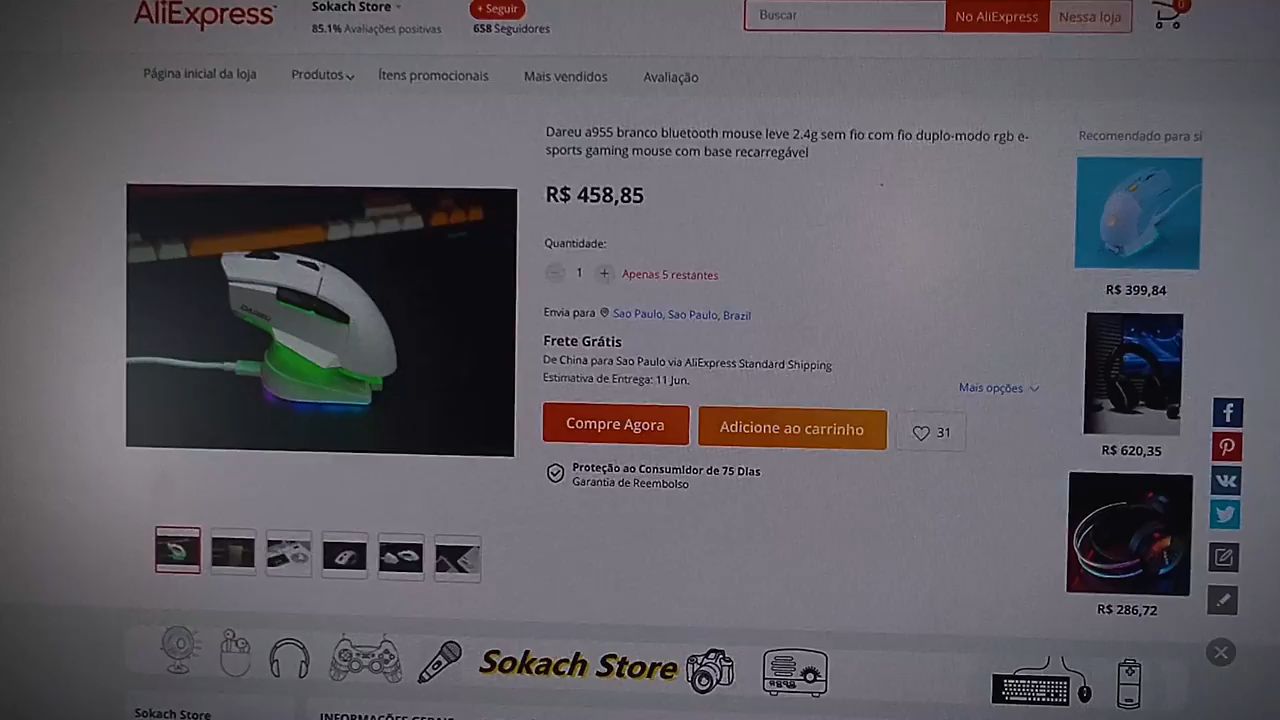 AliExpress
Sokach Store
85.1% Avaliações positivas
+ Seguir
658 Seguidores
Buscar
No AliExpress
Nessa loja
0
Página inicial da loja
Produtos
Ítens promocionais
Mais vendidos
Avaliação
Dareu a955 branco bluetooth mouse leve 2.4g sem fio com fio duplo-modo rgb e-
sports gaming mouse com base recarregável
R$ 458,85
Quantidade:
1
Apenas 5 restantes
Envia para Sao Paulo, Sao Paulo, Brazil
Frete Grátis
De China para Sao Paulo via AliExpress Standard Shipping
Estimativa de Entrega: 11 Jun.
Mais opções
Compre Agora
Adicione ao carrinho
31
Proteção ao Consumidor de 75 Dias
Garantia de Reembolso
DAREU
Recomendado para si
R$ 399,84
R$ 620,35
R$ 286,72
Sokach Store
Sokach Store
INFORMAÇÕES GERAIS